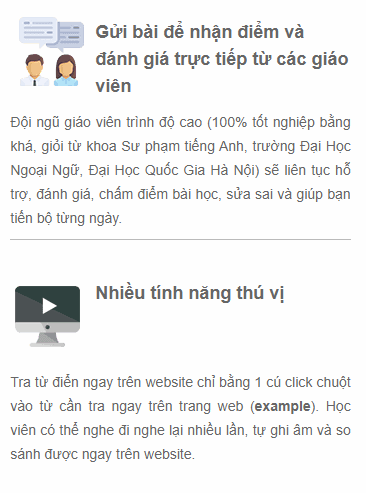 Gửi bài để nhận điểm và
đánh giá trực tiếp từ các giáo
viên
Đội ngũ giáo viên trình độ cao (100% tốt nghiệp bằng
khá, giỏi từ khoa Sư phạm tiếng Anh, trường Đại Học
Ngoại Ngữ, Đại Học Quốc Gia Hà Nội) sẽ liên tục hỗ
trợ, đánh giá, chấm điểm bài học, sửa sai và giúp bạn
tiến bộ từng ngày.
Nhiều tính năng thú vị
Tra từ điển ngay trên website chỉ bằng 1 cú click chuột
vào từ cần tra ngay trên trang web (example). Học
viên có thể nghe đi nghe lại nhiều lần, tự ghi âm và so
sánh được ngay trên website.